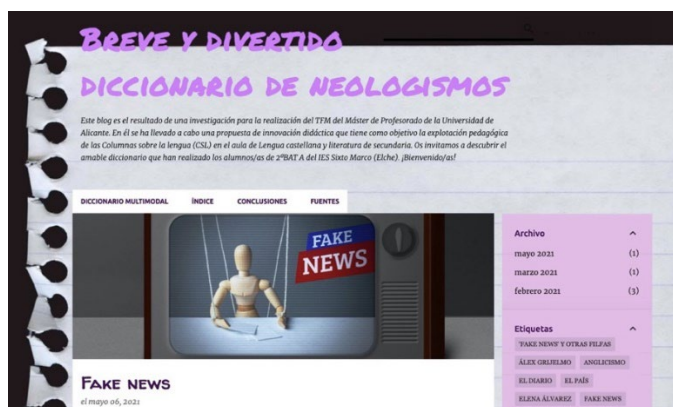 Breve y divertido
diccionario de neologismos
Este blog es el resultado de una investigación para la realización del TFM del Máster de Profesorado de la Universidad de
Alicante. En él se ha llevado a cabo una propuesta de innovación didáctica que tiene como objetivo la explotación pedagógica
de las Columnas sobre la lengua (CSL) en el aula de Lengua castellana y literatura de secundaria. Os invitamos a descubrir el
amable diccionario que han realizado los alumnos/as de 2ºBAT A del IES Sixto Marco (Elche). ¡Bienvenido/as!
DICCIONARIO MULTIMODAL ÍNDICE CONCLUSIONES FUENTES
FAKE
NEWS
Fake news
el mayo 06, 2021
Archivo
mayo 2021 (1)
marzo 2021 (1)
febrero 2021 (3)
Etiquetas
'FAKE NEWS' Y OTRAS FILFAS
ÁLEX GRIJELMO ANGLICISMO
EL DIARIO EL PAÍS
ELENA ÁLVAREZ FAKE NEWS